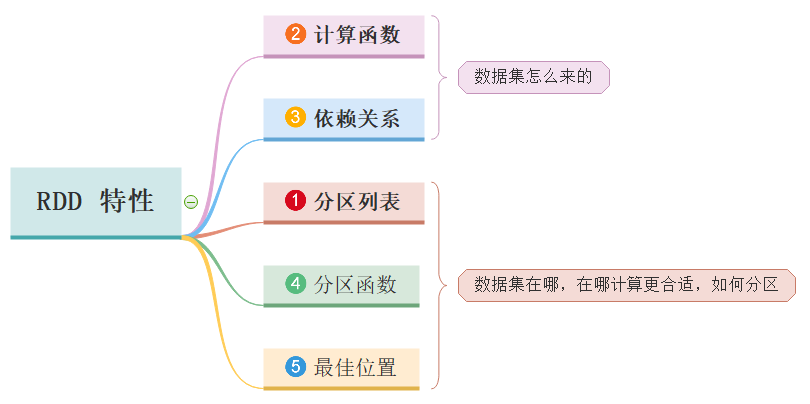 RDD 特性
2 计算函数
3 依赖关系
数据集怎么来的
1 分区列表
4 分区函数
5 最佳位置
数据集在哪，在哪计算更合适，如何分区